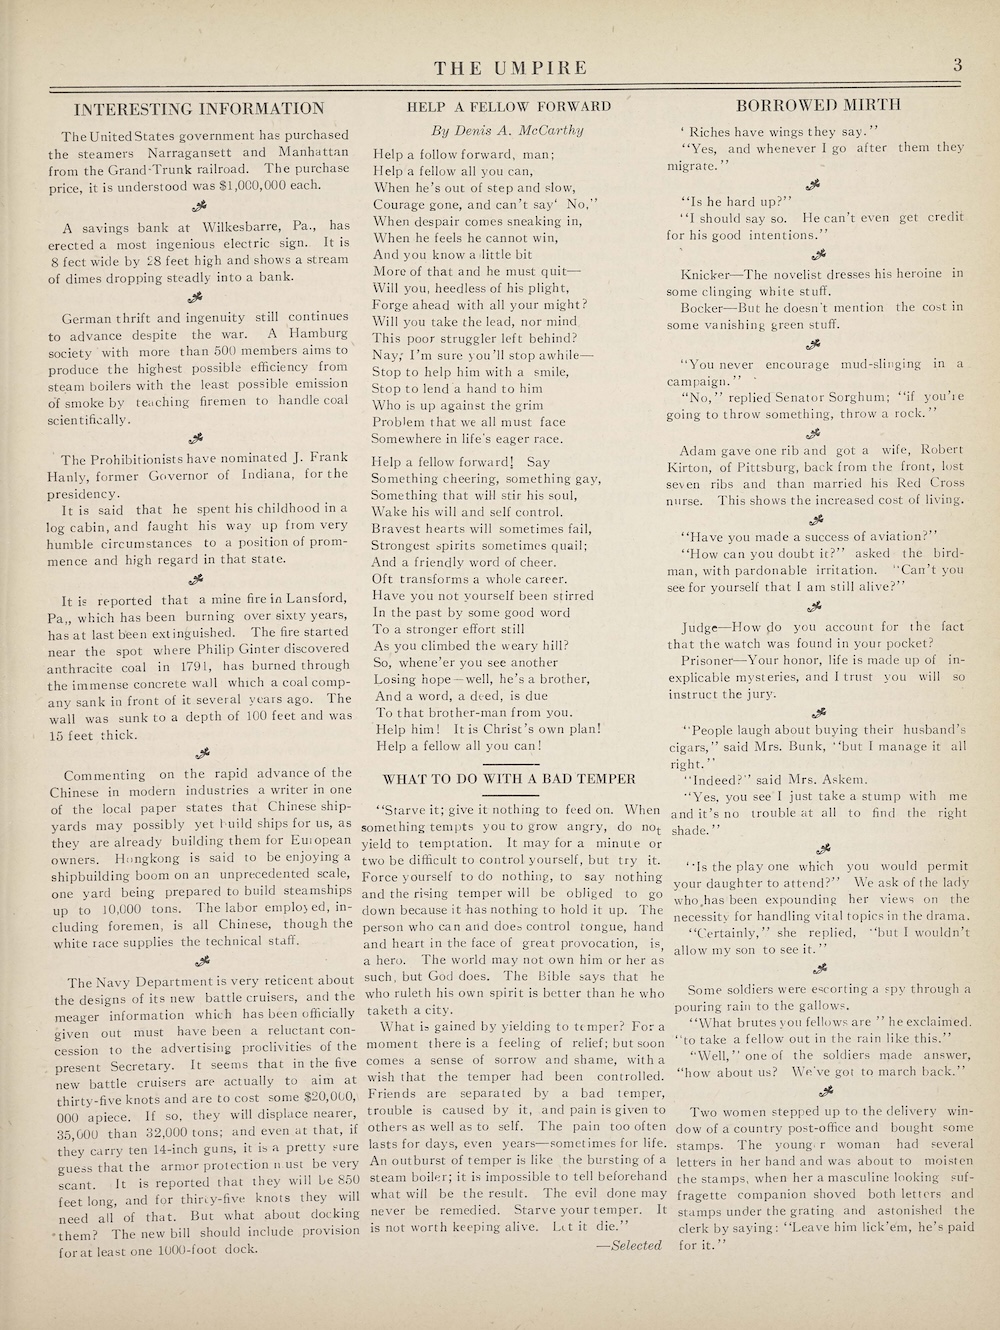 THE UMPIRE
3
INTERESTING INFORMATION
The United States government has purchased
the steamers Narragansett and Manhattan
from the Grand-Trunk railroad. The purchase
price, it is understood was $1,000,000 each.
A savings bank at Wilkesbarre, Pa., has
erected a most ingenious electric sign. It is
8 feet wide by 28 feet high and shows a stream
of dimes dropping steadly into a bank.
German thrift and ingenuity still continues
to advance despite the war. A Hamburg
society with more than 500 members aims to
produce the highest possible efficiency from
steam boilers with the least possible emission
of smoke by teaching firemen to handle coal
scientifically.
The Prohibitionists have nominated J. Frank
Hanly, former Governor of Indiana, for the
presidency.
It is said that he spent his childhood in a
log cabin, and faught his way up from very
humble circumstances to a position of prom-
mence and high regard in that state.
It is reported that a mine fire in Lansford,
Pa,, which has been burning over sixty years,
has at last been extinguished. The fire started
near the spot where Philip Ginter discovered
anthracite coal in 1791, has burned through
the immense concrete wall which a coal comp-
any sank in front of it several years ago. The
wall was sunk to a depth of 100 feet and was
15 feet thick.
Commenting on the rapid advance of the
Chinese in modern industries a writer in one
of the local paper states that Chinese ship-
yards may possibly yet build ships for us, as
they are already building them for European
owners. Hongkong is said to be enjoying a
shipbuilding boom on an unprecedented scale,
one yard being prepared to build steamships
up to 10,000 tons. The labor employed, in-
cluding foremen, is all Chinese, though the
white race supplies the technical staff.
The Navy Department is very reticent about
the designs of its new battle cruisers, and the
meager information which has been officially
given out must have been a reluctant con-
cession to the advertising proclivities of the
present Secretary. It seems that in the five
new battle cruisers are actually to aim at
thirty-five knots and are to cost some $20,000,
000 apiece. If so, they will displace nearer,
35,000 than 32,000 tons; and even at that, if
they carry ten 14-inch guns, it is a pretty sure
guess that the armor protection must be very
scant. It is reported that they will be 850
feet long, and for thirty-five knots they will
need all of that. But what about docking
them? The new bill should include provision
for at least one 1000-foot dock.
HELP A FELLOW FORWARD
By Denis A. McCarthy
Help a follow forward, man;
Help a fellow all you can,
When he's out of step and slow,
Courage gone, and can't say‘ No,”
When despair comes sneaking in,
When he feels he cannot win,
And you know a little bit
More of that and he must quit—
Will you, heedless of his plight,
Forge ahead with all your might?
Will you take the lead, nor mind
This poor struggler left behind?
Nay, I'm sure you'll stop awhile—
Stop to help him with a smile,
Stop to lend a hand to him
Who is up against the grim
Problem that we all must face
Somewhere in life's eager race.
Help a fellow forward! Say
Something cheering, something gay,
Something that will stir his soul,
Wake his will and self control.
Bravest hearts will sometimes fail,
Strongest spirits sometimes quail;
And a friendly word of cheer.
Oft transforms a whole career.
Have you not yourself been stirred
In the past by some good word
To a stronger effort still
As you climbed the weary hill?
So, whene'er you see another
Losing hope—well, he's a brother,
And a word, a deed, is due
To that brother-man from you.
Help him! It is Christ's own plan!
Help a fellow all you can!
WHAT TO DO WITH A BAD TEMPER
“Starve it; give it nothing to feed on. When
something tempts you to grow angry, do not
yield to temptation. It may for a minute or
two be difficult to control yourself, but try it.
Force yourself to do nothing, to say nothing
and the rising temper will be obliged to go
down because it has nothing to hold it up. The
person who can and does control tongue, hand
and heart in the face of great provocation, is,
a hero. The world may not own him or her as
such, but God does. The Bible says that he
who ruleth his own spirit is better than he who
taketh a city.
What is gained by yielding to temper? For a
moment there is a feeling of relief; but soon
comes a sense of sorrow and shame, with a
wish that the temper had been controlled.
Friends are separated by a bad temper,
trouble is caused by it, and pain is given to
others as well as to self. The pain too often
lasts for days, even years—sometimes for life.
An outburst of temper is like the bursting of a
steam boiler; it is impossible to tell beforehand
what will be the result. The evil done may
never be remedied. Starve your temper. It
is not worth keeping alive. Let it die.”
—Selected
BORROWED MIRTH
‘ Riches have wings they say.”
“Yes, and whenever I go after them they
migrate.”
“Is he hard up?”
“I should say so. He can't even get credit
for his good intentions.”
Knicker—The novelist dresses his heroine in
some clinging white stuff.
Bocker—But he doesn't mention the cost in
some vanishing green stuff.
“You never encourage mud-slinging in a
campaign.”
“No,” replied Senator Sorghum; “if you're
going to throw something, throw a rock.”
Adam gave one rib and got a wife, Robert
Kirton, of Pittsburg, back from the front, lost
seven ribs and than married his Red Cross
nurse. This shows the increased cost of living.
“Have you made a success of aviation?”
“How can you doubt it?” asked the bird-
man, with pardonable irritation. “Can't you
see for yourself that I am still alive?”
Judge—How do you account for the fact
that the watch was found in your pocket?
Prisoner—Your honor, life is made up of in-
explicable mysteries, and I trust you will so
instruct the jury.
“People laugh about buying their husband's
cigars,” said Mrs. Bunk, “but I manage it all
right.”
“Indeed?” said Mrs. Askem.
“Yes, you see I just take a stump with me
and it's no trouble at all to find the right
shade.”
“Is the play one which you would permit
your daughter to attend?” We ask of the lady
who has been expounding her views on the
necessity for handling vital topics in the drama.
“Certainly,” she replied, “but I wouldn't
allow my son to see it.”
Some soldiers were escorting a spy through a
pouring rain to the gallows.
“What brutes you fellows are ” he exclaimed.
“to take a fellow out in the rain like this.”
“Well,” one of the soldiers made answer,
“how about us? We've got to march back.”
Two women stepped up to the delivery win-
dow of a country post-office and bought some
stamps. The younger woman had several
letters in her hand and was about to moisten
the stamps, when her a masculine looking suf-
fragette companion shoved both letters and
stamps under the grating and astonished the
clerk by saying: “Leave him lick'em, he's paid
for it.”